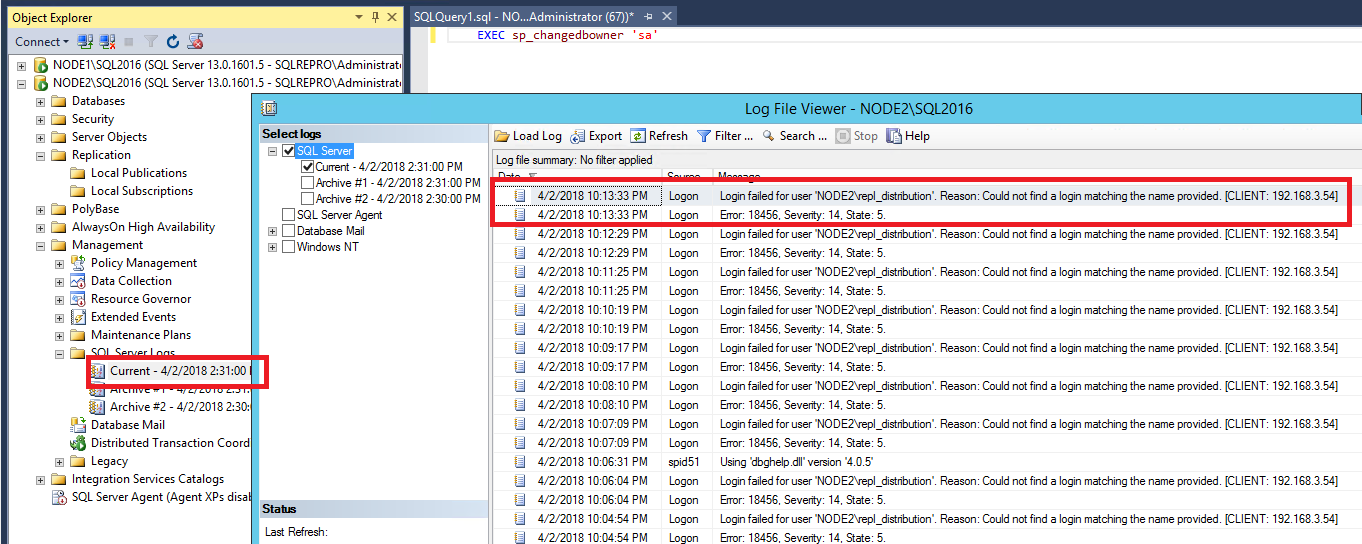 Object Explorer
SQLQuery1.sql - NO...Administrator (67))*
Connect
EXEC sp_changedbowner 'sa'
NODE1\SQL2016 (SQL Server 13.0.1601.5 - SQLREPRO\Administrato
NODE2\SQL2016 (SQL Server 13.0.1601.5 - SQLREPRO\Administrato
Databases
Security
Server Objects
Replication
Local Publications
Local Subscriptions
PolyBase
AlwaysOn High Availability
Management
Policy Management
Data Collection
Resource Governor
Extended Events
Maintenance Plans
SQL Server Logs
Current - 4/2/2018 2:31:00
Archive #1 - 4/2/2018 2:31:
Archive #2 - 4/2/2018 2:30:
Database Mail
Distributed Transaction Coord
Legacy
Integration Services Catalogs
SQL Server Agent (Agent XPs disab
Log File Viewer - NODE2\SQL2016
Select logs
SQL Server
Current - 4/2/2018 2:31:00 PM
Archive #1 - 4/2/2018 2:31:00 PM
Archive #2 - 4/2/2018 2:30:00 PM
SQL Server Agent
Database Mail
Windows NT
Status
Last Refresh:
Load Log Export Refresh Filter ... Search ... Stop Help
Log file summary: No filter applied
Date Source Message
4/2/2018 10:13:33 PM Logon Login failed for user 'NODE2\repl_distribution'. Reason: Could not find a login matching the name provided. [CLIENT: 192.168.3.54]
4/2/2018 10:13:33 PM Logon Error: 18456, Severity: 14, State: 5.
4/2/2018 10:12:29 PM Logon Login failed for user 'NODE2\repl_distribution'. Reason: Could not find a login matching the name provided. [CLIENT: 192.168.3.54]
4/2/2018 10:12:29 PM Logon Error: 18456, Severity: 14, State: 5.
4/2/2018 10:11:25 PM Logon Login failed for user 'NODE2\repl_distribution'. Reason: Could not find a login matching the name provided. [CLIENT: 192.168.3.54]
4/2/2018 10:11:25 PM Logon Error: 18456, Severity: 14, State: 5.
4/2/2018 10:10:19 PM Logon Login failed for user 'NODE2\repl_distribution'. Reason: Could not find a login matching the name provided. [CLIENT: 192.168.3.54]
4/2/2018 10:10:19 PM Logon Error: 18456, Severity: 14, State: 5.
4/2/2018 10:09:17 PM Logon Login failed for user 'NODE2\repl_distribution'. Reason: Could not find a login matching the name provided. [CLIENT: 192.168.3.54]
4/2/2018 10:09:17 PM Logon Error: 18456, Severity: 14, State: 5.
4/2/2018 10:08:10 PM Logon Login failed for user 'NODE2\repl_distribution'. Reason: Could not find a login matching the name provided. [CLIENT: 192.168.3.54]
4/2/2018 10:08:10 PM Logon Error: 18456, Severity: 14, State: 5.
4/2/2018 10:07:09 PM Logon Login failed for user 'NODE2\repl_distribution'. Reason: Could not find a login matching the name provided. [CLIENT: 192.168.3.54]
4/2/2018 10:07:09 PM Logon Error: 18456, Severity: 14, State: 5.
4/2/2018 10:06:31 PM spid51 Using 'dbghelp.dll' version '4.0.5'
4/2/2018 10:06:04 PM Logon Login failed for user 'NODE2\repl_distribution'. Reason: Could not find a login matching the name provided. [CLIENT: 192.168.3.54]
4/2/2018 10:06:04 PM Logon Error: 18456, Severity: 14, State: 5.
4/2/2018 10:04:54 PM Logon Login failed for user 'NODE2\repl_distribution'. Reason: Could not find a login matching the name provided. [CLIENT: 192.168.3.54]